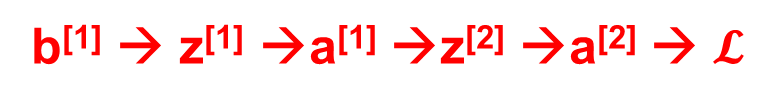 b[1] → z[1] →a[1] →z[2] →a[2] → ℒ